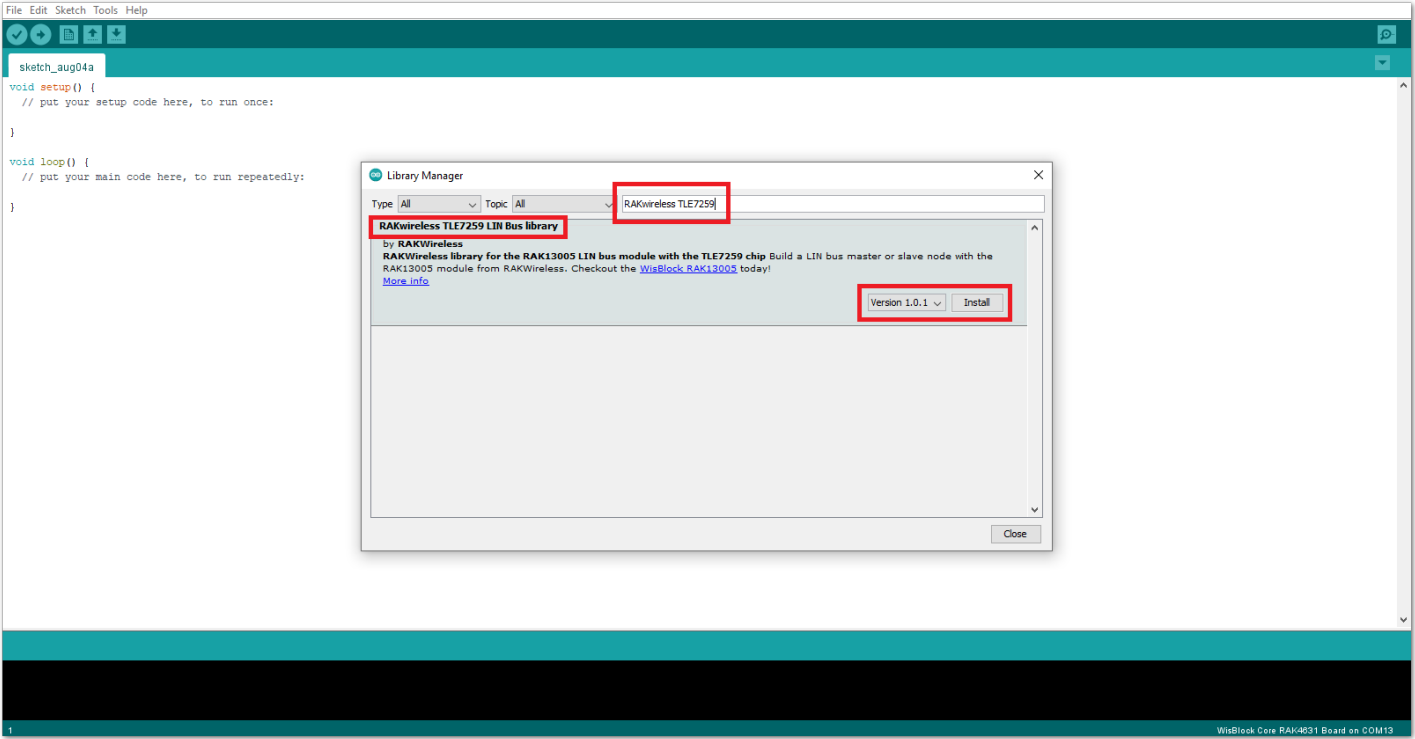 File Edit Sketch Tools Help
sketch_aug04a
void setup() {
// put your setup code here, to run once:
}
void loop() {
// put your main code here, to run repeatedly:
}
Library Manager
Type All Topic All RAKwireless TLE7259
RAKwireless TLE7259 LIN Bus library
by RAKWireless
RAKWireless library for the RAK13005 LIN bus module with the TLE7259 chip Build a LIN bus master or slave node with the
RAK13005 module from RAKWireless. Checkout the WisBlock RAK13005 today!
More info
Version 1.0.1 Install
Close
1 WisBlock Core RAK4631 Board on COM13